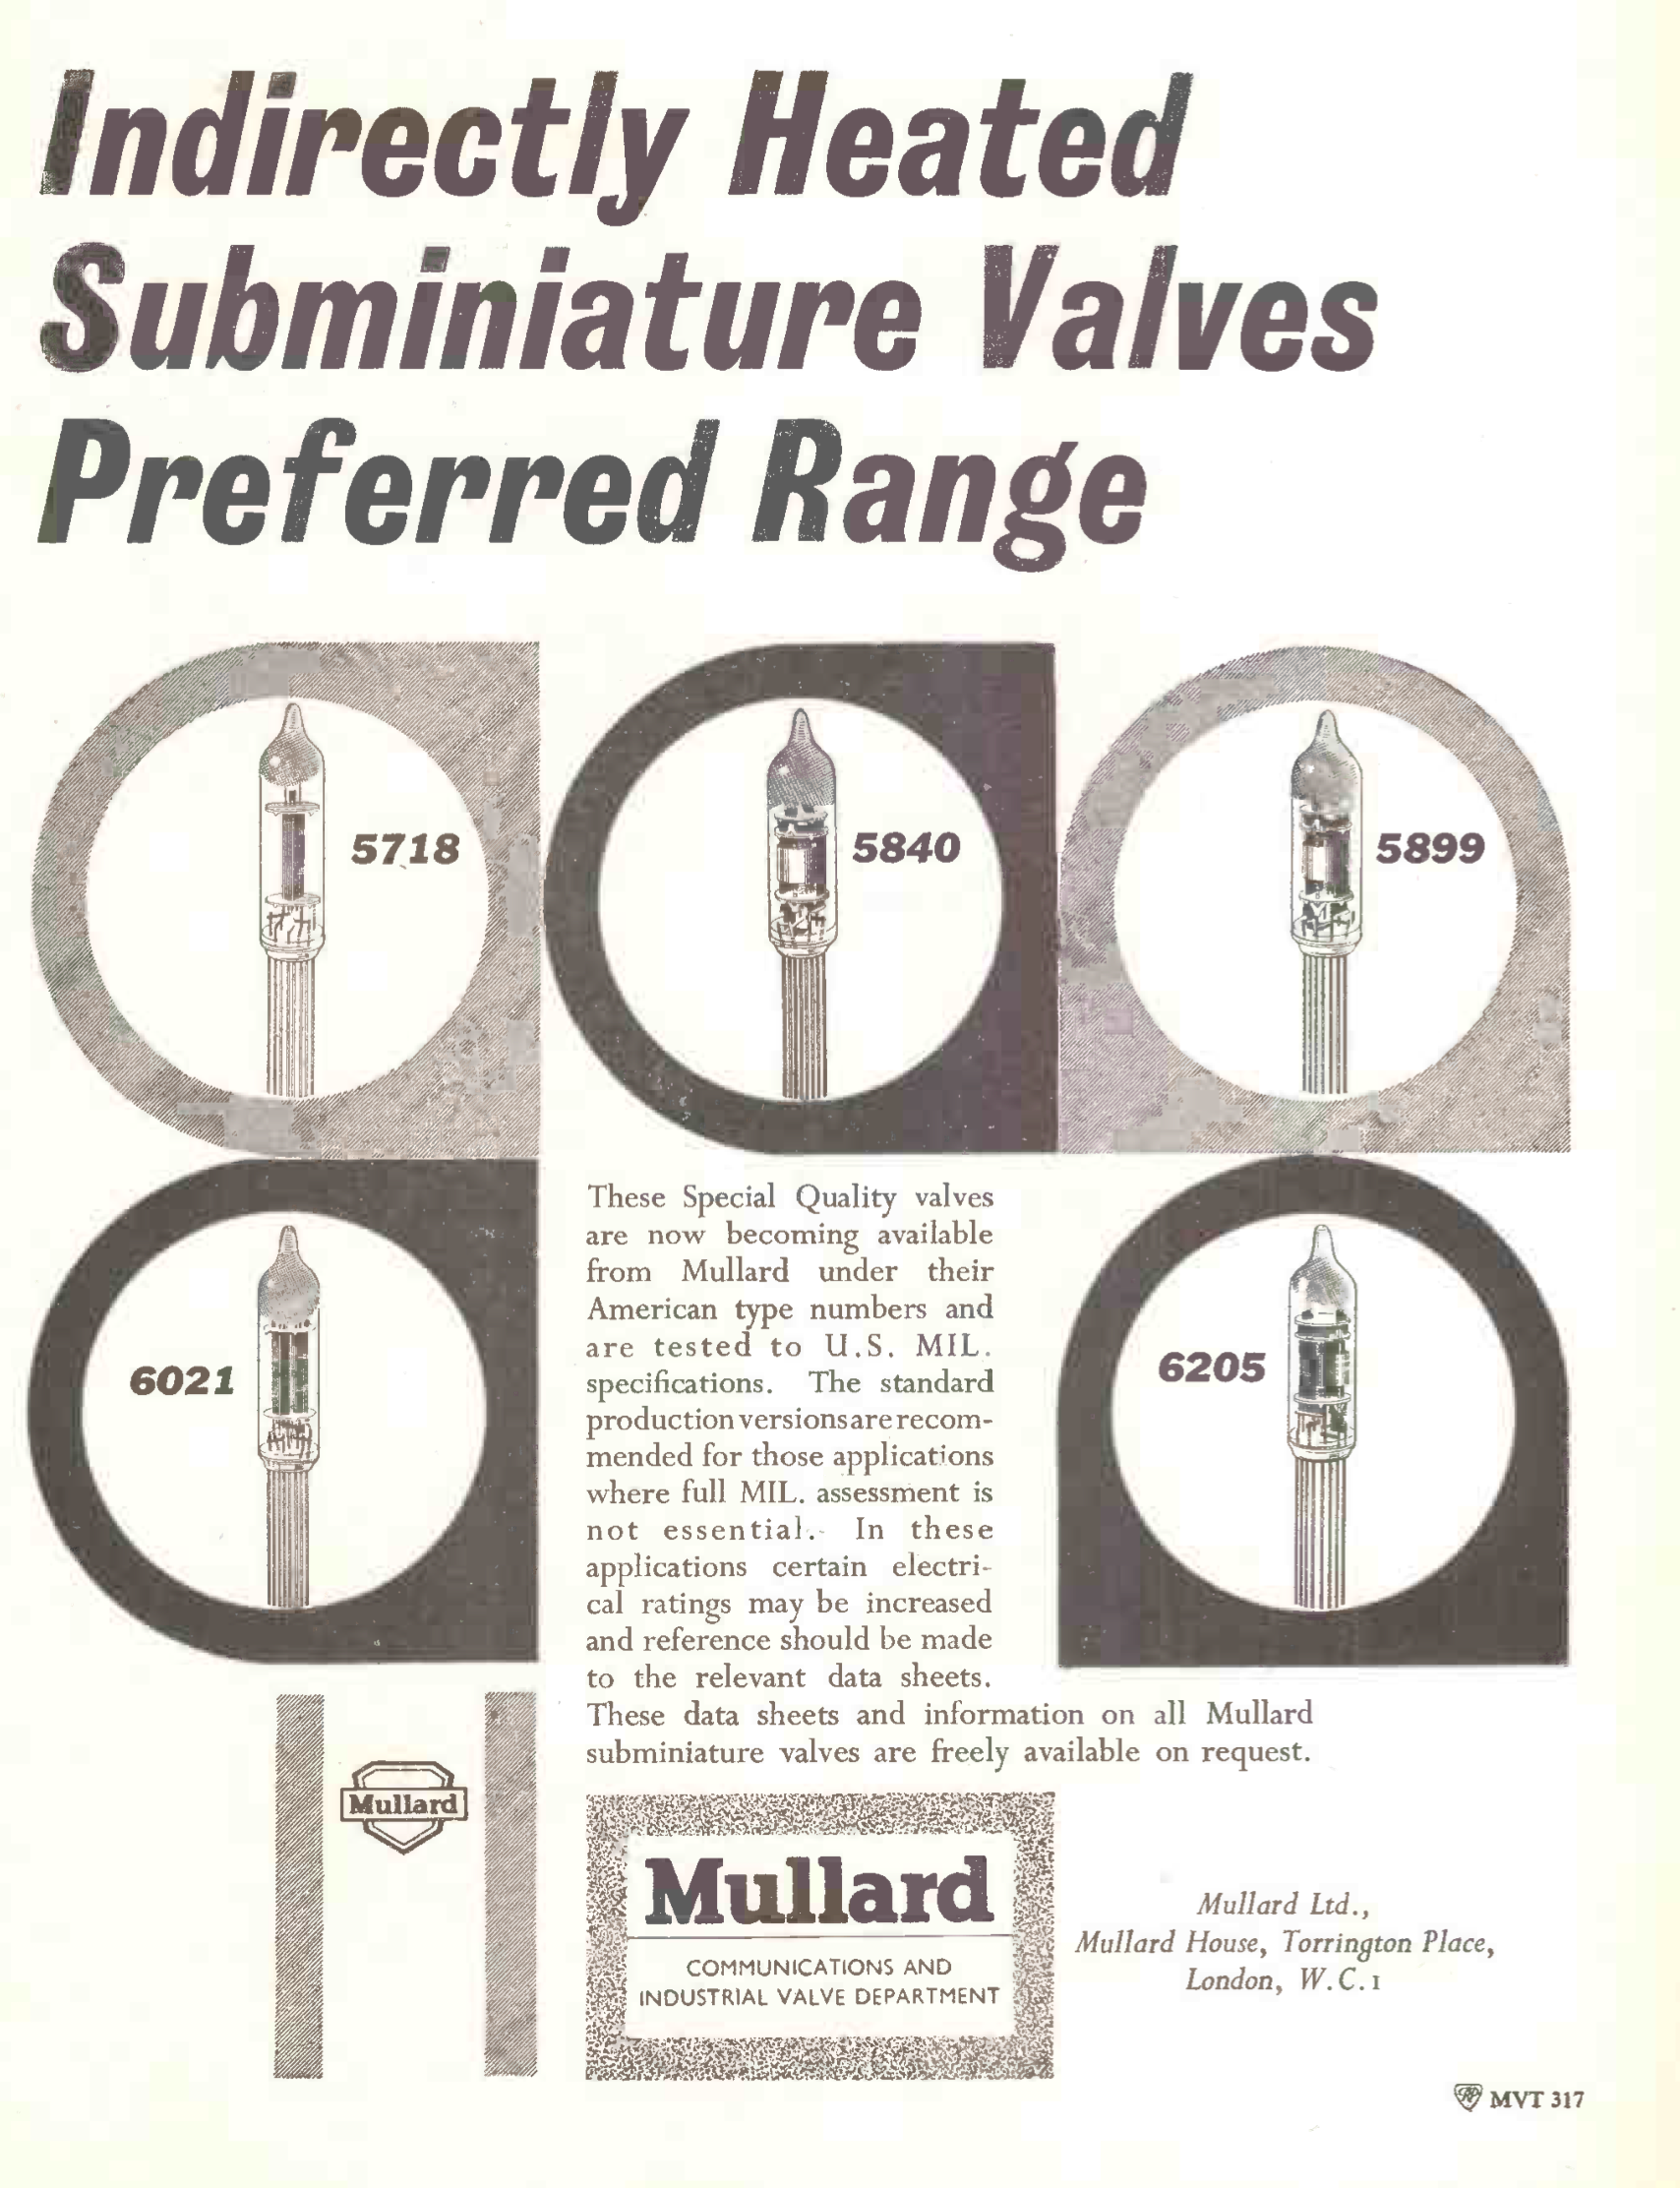 Indirectly Heated
Subminiature Valves
Preferred Range
5718
5840
5899
6021
These Special Quality valves
are now becoming available
from Mullard under their
American type numbers and
are tested to U.S. MIL.
specifications. The standard
production versions are recom-
mended for those applications
where full MIL. assessment is
not essential. In these
applications certain electri-
cal ratings may be increased
and reference should be made
to the relevant data sheets.
These data sheets and information on all Mullard
subminiature valves are freely available on request.
6205
Mullard
Mullard
COMMUNICATIONS AND
INDUSTRIAL VALVE DEPARTMENT
Mullard Ltd.,
Mullard House, Torrington Place,
London, W.C.1
MVT 317